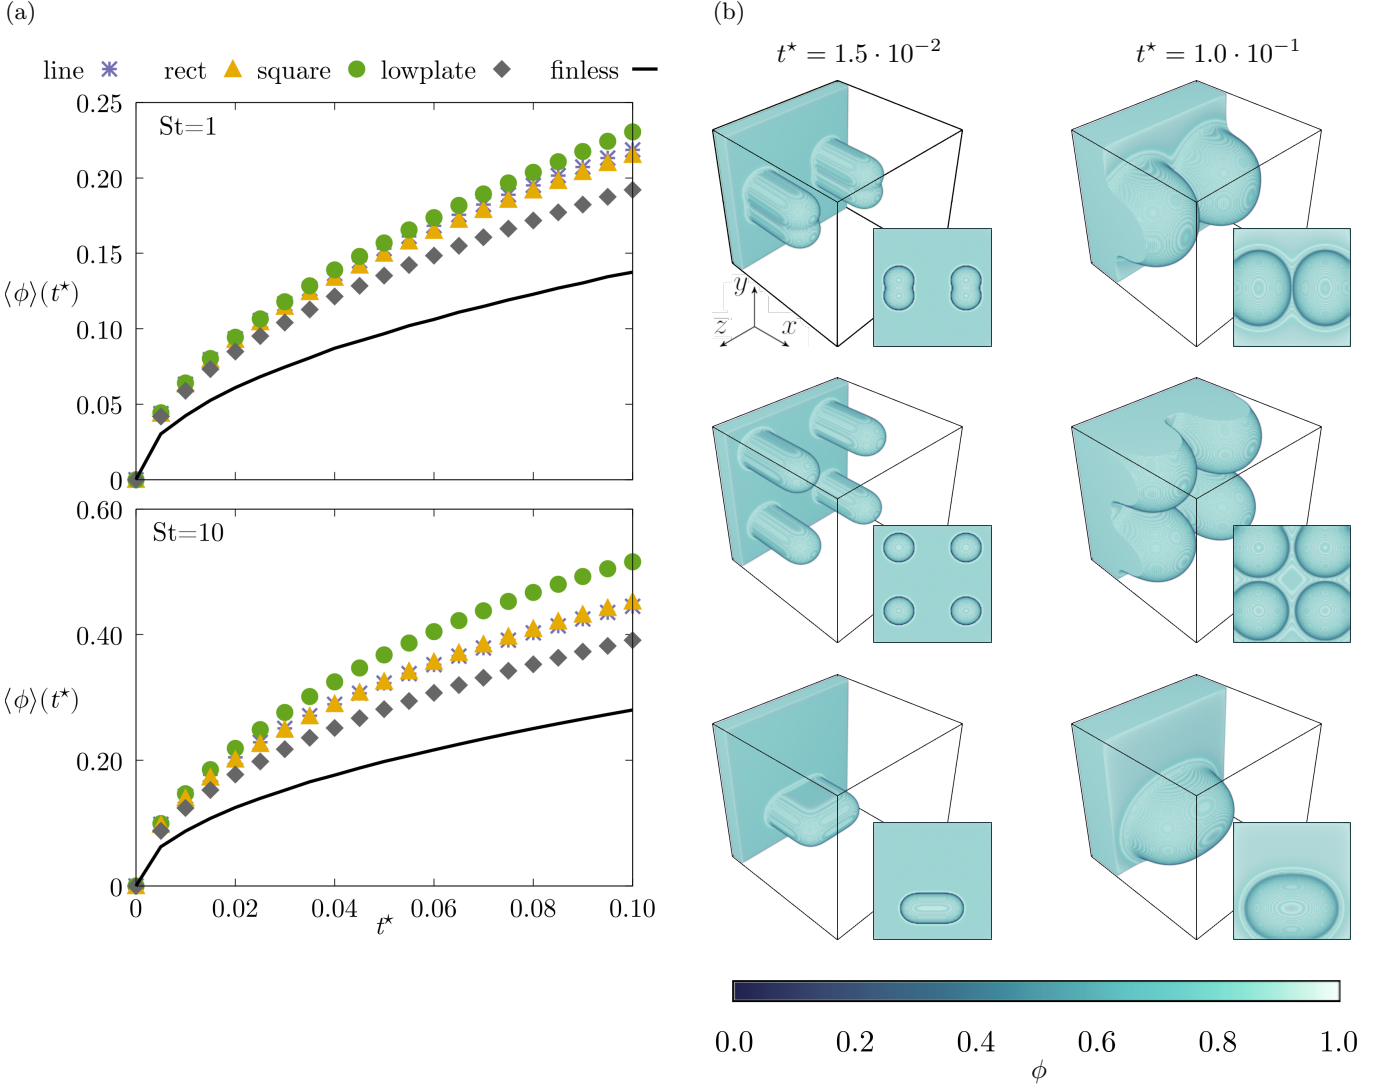 (a)
line rect square lowplate finless
St=1
0.25
0.20
0.15
⟨ϕ⟩(t⋆)
0.10
0.05
0
0.60
St=10
0.40
⟨ϕ⟩(t⋆)
0.20
0
0 0.02 0.04 0.06 0.08 0.10
t⋆
(b)
t⋆ = 1.5 · 10⁻² t⋆ = 1.0 · 10⁻¹
y
z x
0.0 0.2 0.4 0.6 0.8 1.0
ϕ